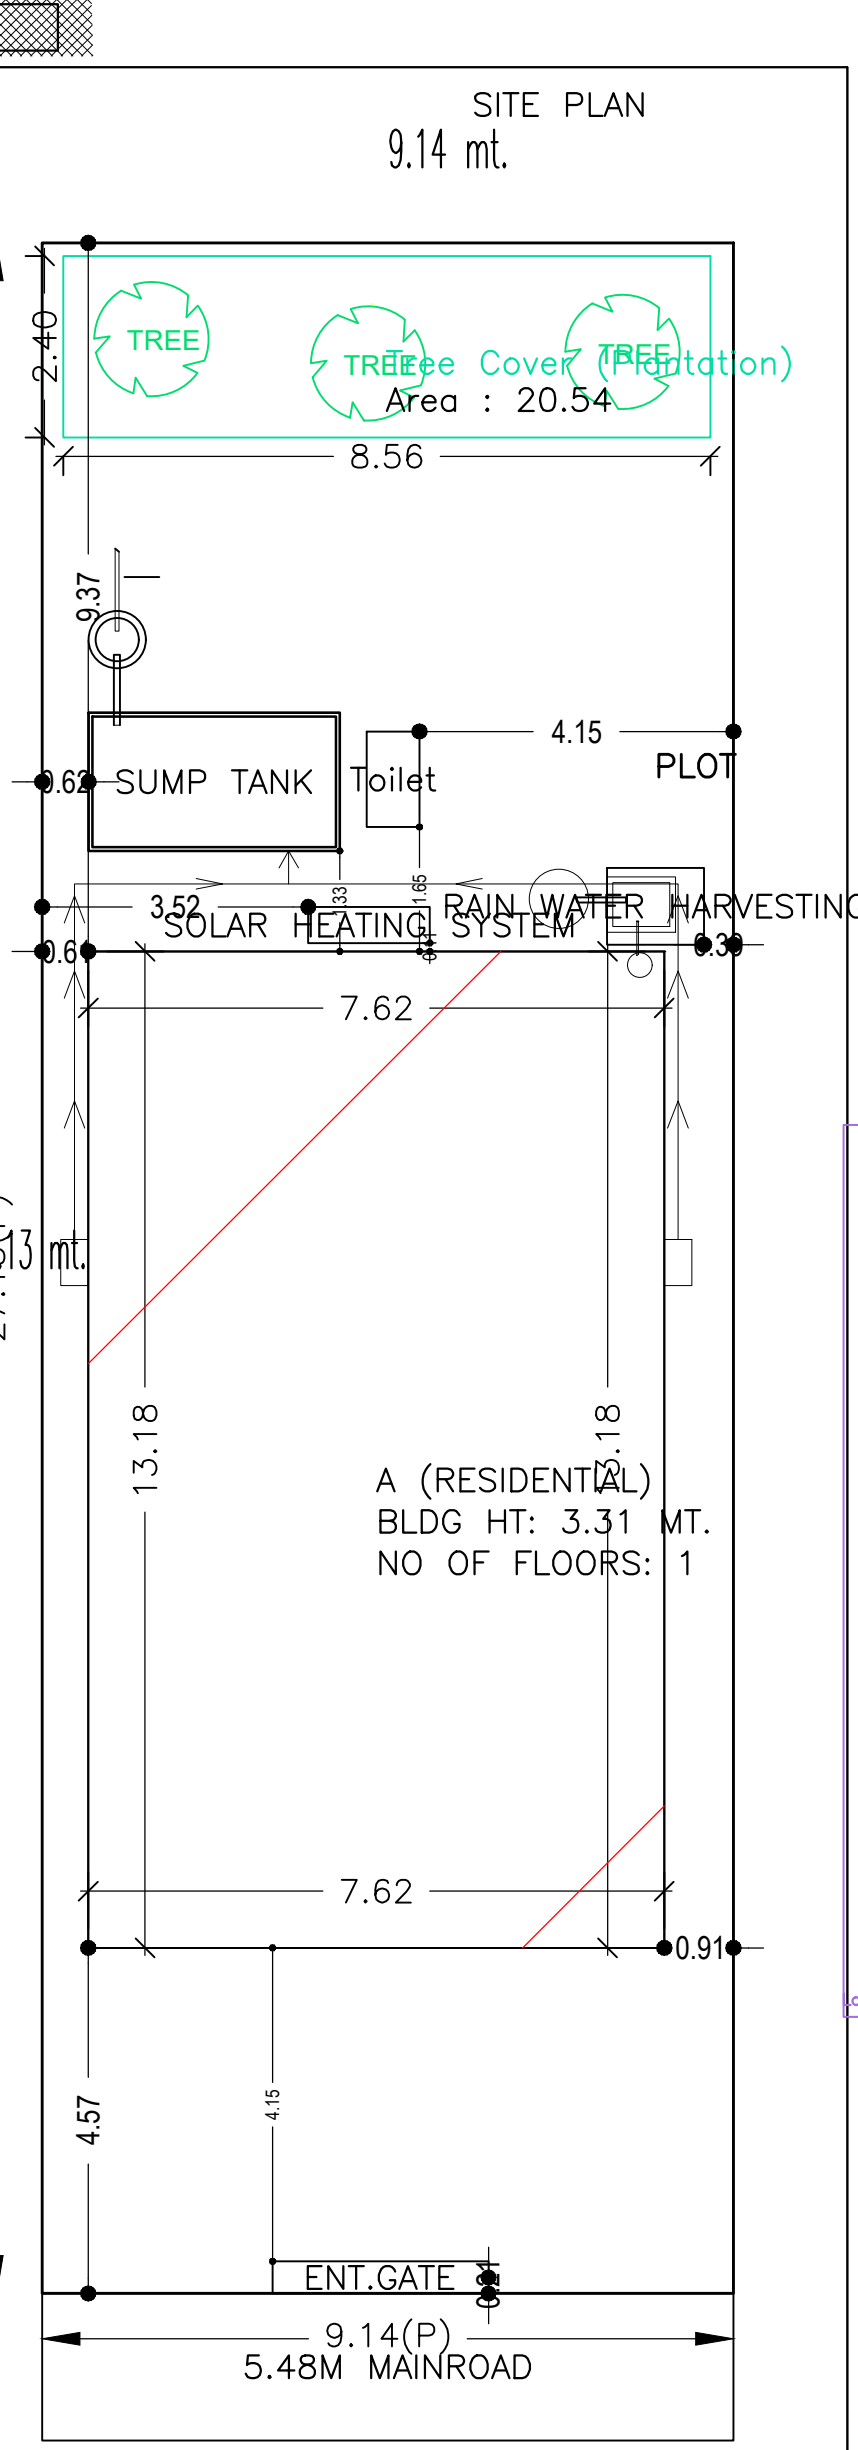 SITE PLAN
9.14 mt.
TREE
TREE
TREE
Tree Cover (Plantation)
Area : 20.54
2.40
8.56
9.37
4.15
PLOT
0.62
SUMP TANK
Toilet
1.65
3.52
RAIN WATER HARVESTING
SOLAR HEATING SYSTEM
7.62
13 mt.
13.18
13.18
A (RESIDENTIAL)
BLDG HT: 3.31 MT.
NO OF FLOORS: 1
7.62
0.91
4.57
4.15
ENT.GATE
9.14(P)
5.48M MAINROAD